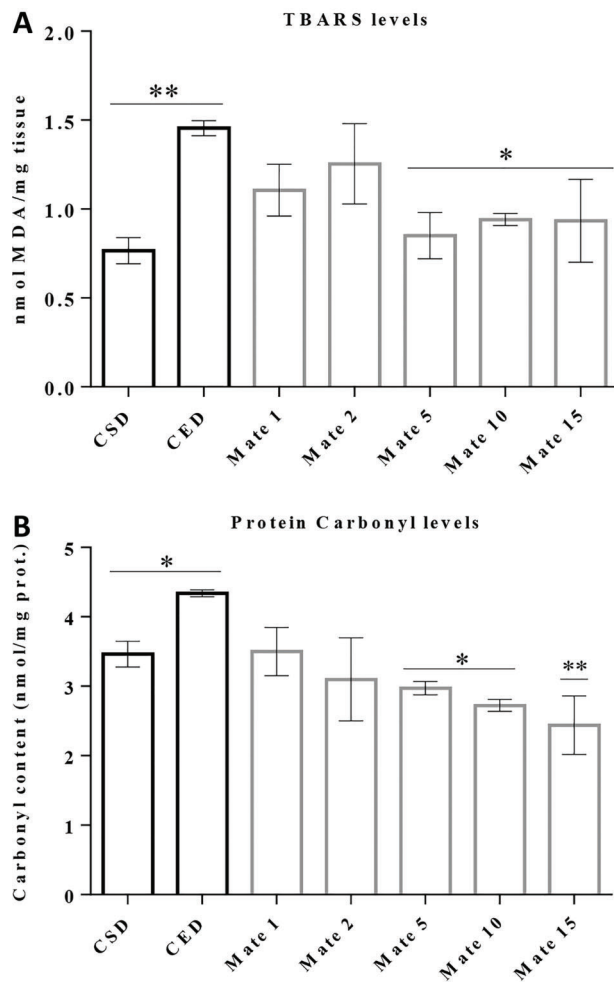 A
TBARS levels
nmol MDA/mg tissue
2.0
1.5
1.0
0.5
0.0
**
*
CSD
CED
Mate 1
Mate 2
Mate 5
Mate 10
Mate 15
B
Protein Carbonyl levels
Carbonyl content (nmol/mg prot.)
5
4
3
2
1
0
*
*
**
CSD
CED
Mate 1
Mate 2
Mate 5
Mate 10
Mate 15